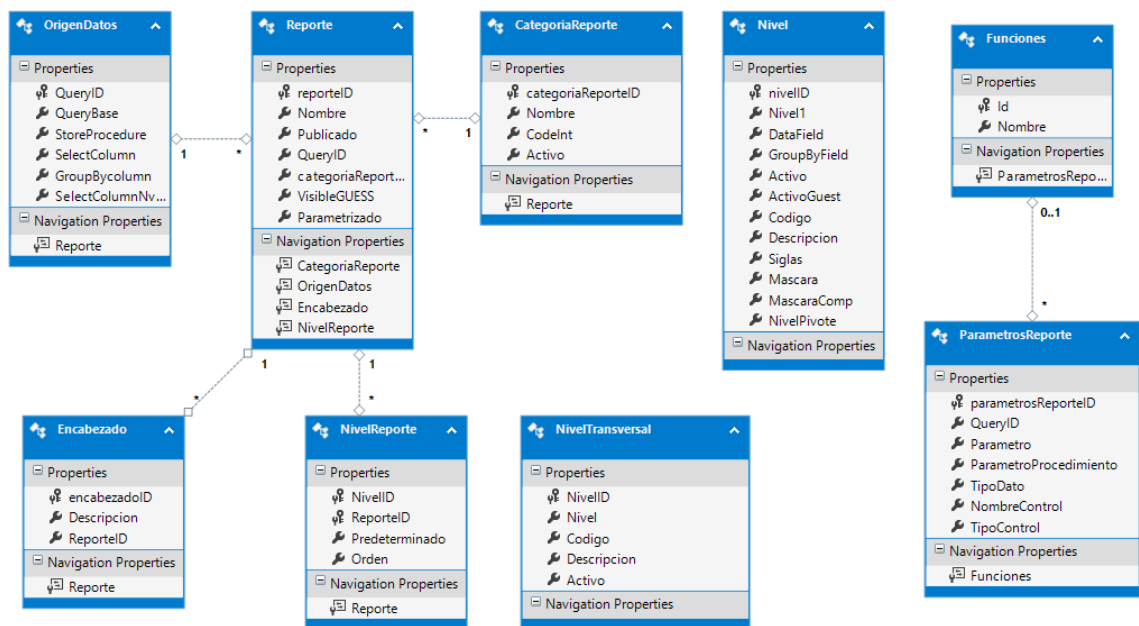 OrigenDatos
Properties
QueryID
QueryBase
StoreProcedure
SelectColumn
GroupBycolumn
SelectColumnNv...
Navigation Properties
Reporte
1
*
Reporte
Properties
reporteID
Nombre
Publicado
QueryID
categoriaReport...
VisibleGUESS
Parametrizado
Navigation Properties
CategoriaReporte
OrigenDatos
Encabezado
NivelReporte
*
1
CategoriaReporte
Properties
categoriaReporteID
Nombre
CodeInt
Activo
Navigation Properties
Reporte
Nivel
Properties
nivelID
Nivel1
DataField
GroupByField
Activo
ActivoGuest
Codigo
Descripcion
Siglas
Mascara
MascaraComp
NivelPivote
Navigation Properties
Funciones
Properties
Id
Nombre
Navigation Properties
ParametrosRepo...
0..1
*
1
*
1
*
Encabezado
Properties
encabezadoID
Descripcion
ReporteID
Navigation Properties
Reporte
NivelReporte
Properties
NivelID
ReporteID
Predeterminado
Orden
Navigation Properties
Reporte
NivelTransversal
Properties
NivelID
Nivel
Codigo
Descripcion
Activo
Navigation Properties
ParametrosReporte
Properties
parametrosReporteID
QueryID
Parametro
ParametroProcedimiento
TipoDato
NombreControl
TipoControl
Navigation Properties
Funciones